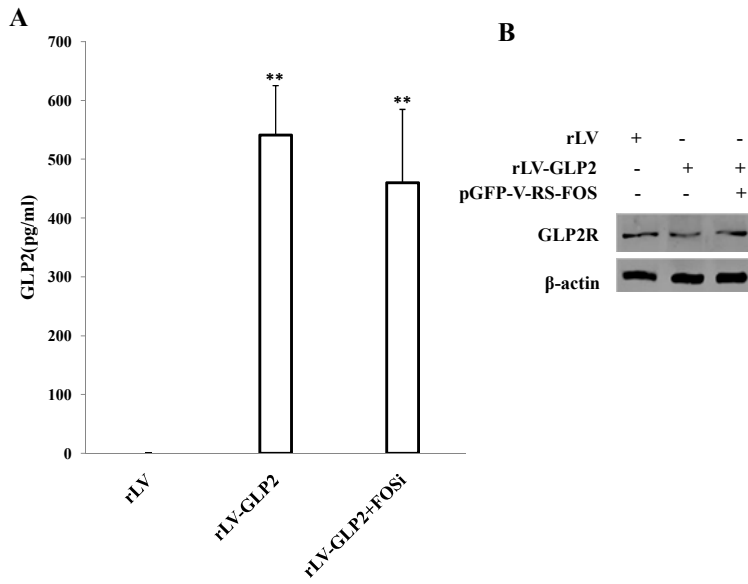 A
B
GLP2(pg/ml)
700
600
500
400
300
200
100
0
**
**
rLV
rLV-GLP2
rLV-GLP2+FOSi
rLV + - -
rLV-GLP2 - + +
pGFP-V-RS-FOS - - +
GLP2R
β-actin